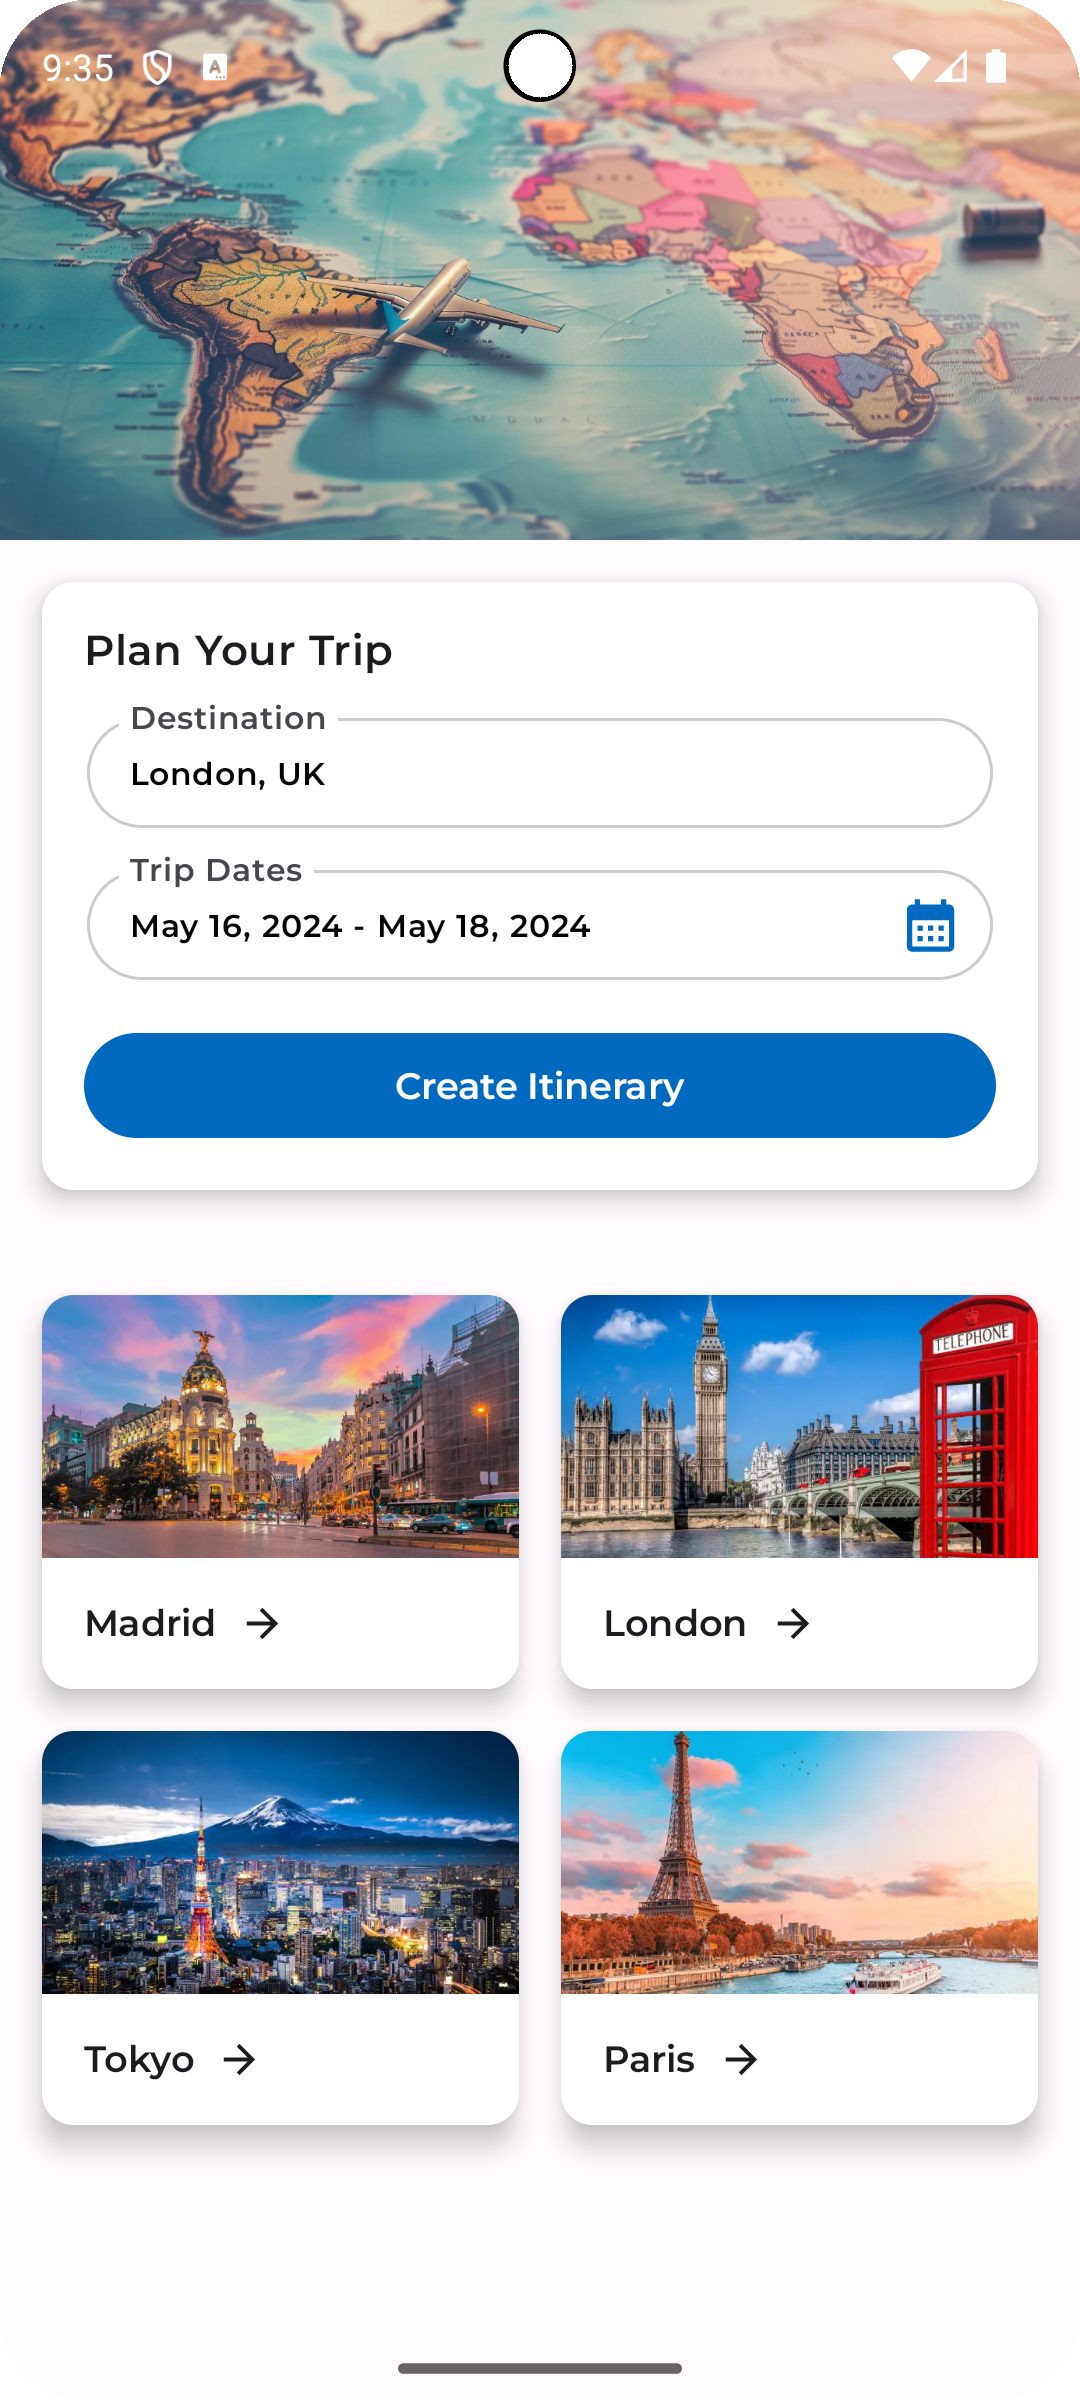 9:35
Plan Your Trip
Destination
London, UK
Trip Dates
May 16, 2024 - May 18, 2024
Create Itinerary
TELEPHONE
Madrid
London
Tokyo
Paris